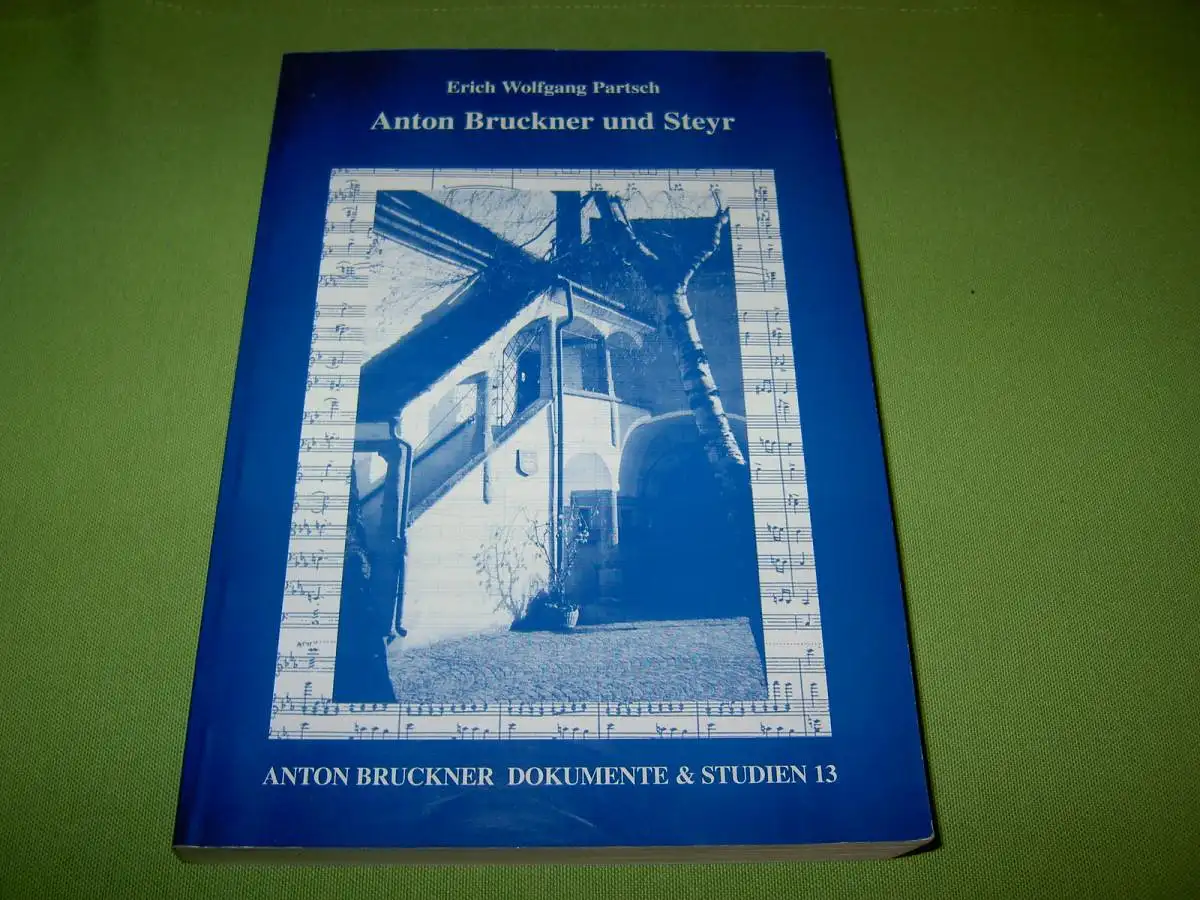 Erich Wolfgang Partsch
Anton Bruckner und Steyr
ANTON BRUCKNER DOKUMENTE & STUDIEN 13